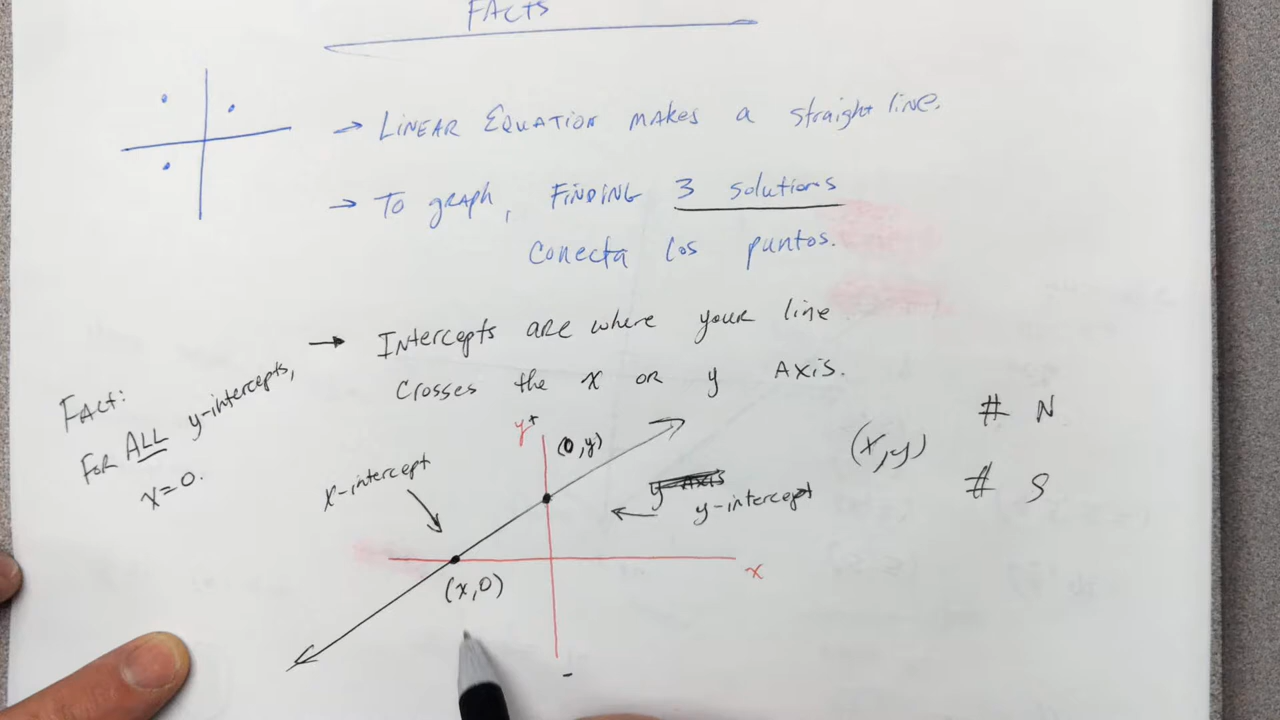 FACTS
→ LINEAR EQUATION MAKES a straight line.
→ To graph, FINDING 3 solutions
Conecta los puntos.
→ Intercepts are where your line
Crosses the x or y Axis.
FACT:
FOR ALL y-intercepts,
x=0.
y+
(0,y)
x-intercept
y-intercept
(x,y)
# N
# S
x
(x,0)
-